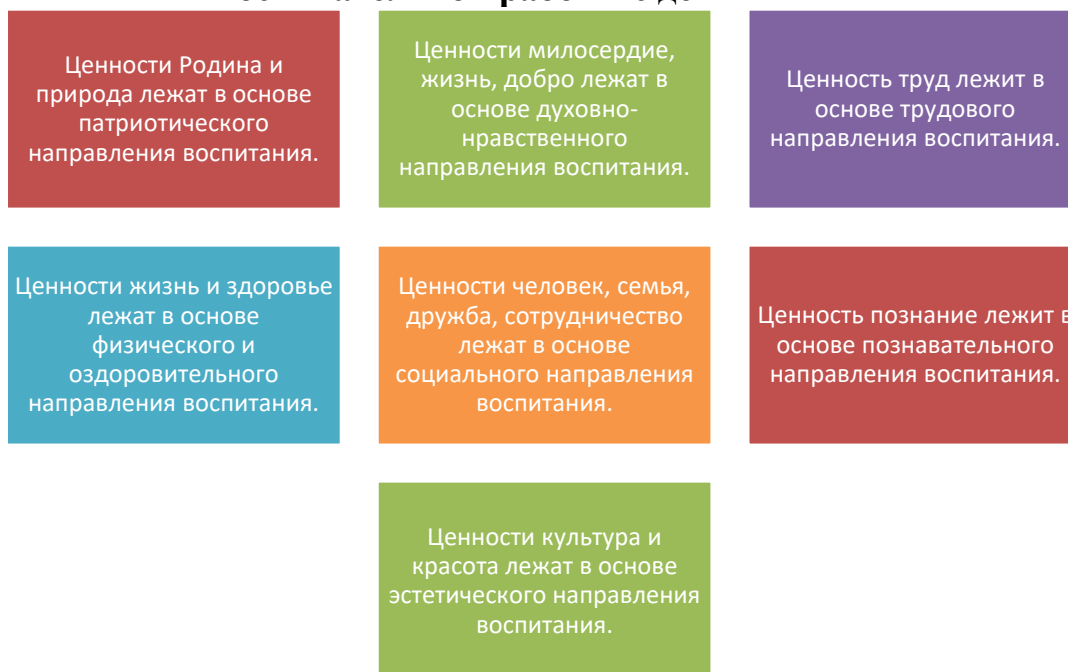 Ценности Родина и
природа лежат в основе
патриотического
направления воспитания.
Ценности милосердие,
жизнь, добро лежат в
основе духовно-
нравственного
направления воспитания.
Ценность труд лежит в
основе трудового
направления воспитания.
Ценности жизнь и здоровье
лежат в основе
физического и
оздоровительного
направления воспитания.
Ценности человек, семья,
дружба, сотрудничество
лежат в основе
социального направления
воспитания.
Ценность познание лежит в
основе познавательного
направления воспитания.
Ценности культура и
красота лежат в основе
эстетического направления
воспитания.